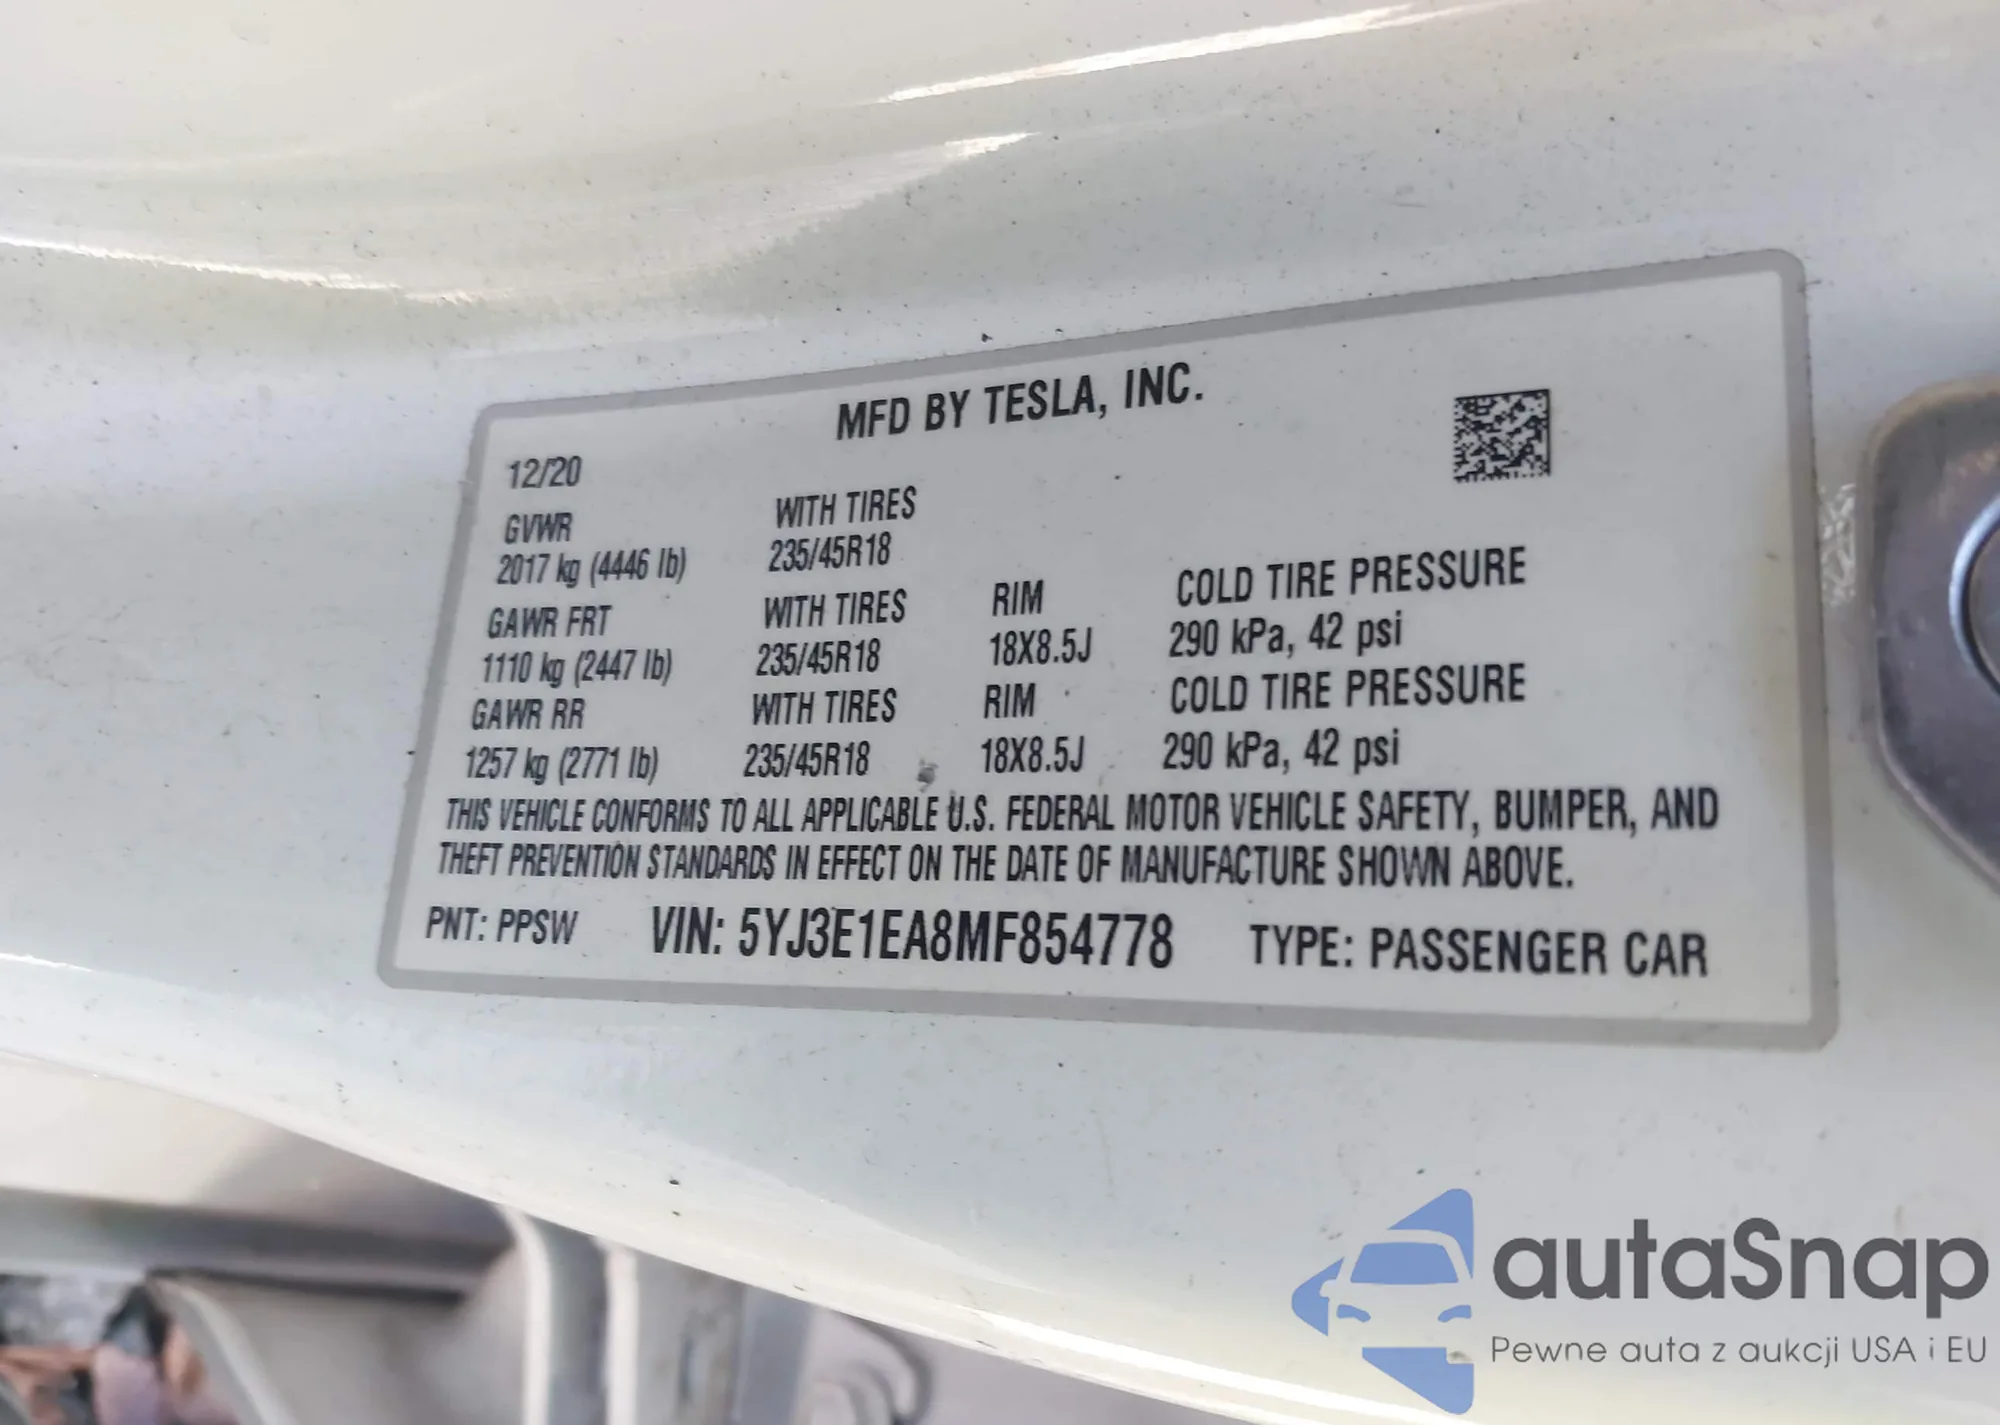 MFD BY TESLA, INC.
12/20
GVWR WITH TIRES
2017 kg (4446 lb) 235/45R18
GAWR FRT WITH TIRES RIM COLD TIRE PRESSURE
1110 kg (2447 lb) 235/45R18 18X8.5J 290 kPa, 42 psi
GAWR RR WITH TIRES RIM COLD TIRE PRESSURE
1257 kg (2771 lb) 235/45R18 18X8.5J 290 kPa, 42 psi
THIS VEHICLE CONFORMS TO ALL APPLICABLE U.S. FEDERAL MOTOR VEHICLE SAFETY, BUMPER, AND
THEFT PREVENTION STANDARDS IN EFFECT ON THE DATE OF MANUFACTURE SHOWN ABOVE.
PNT: PPSW VIN: 5YJ3E1EA8MF854778 TYPE: PASSENGER CAR
autaSnap
Pewne auta z aukcji USA i EU